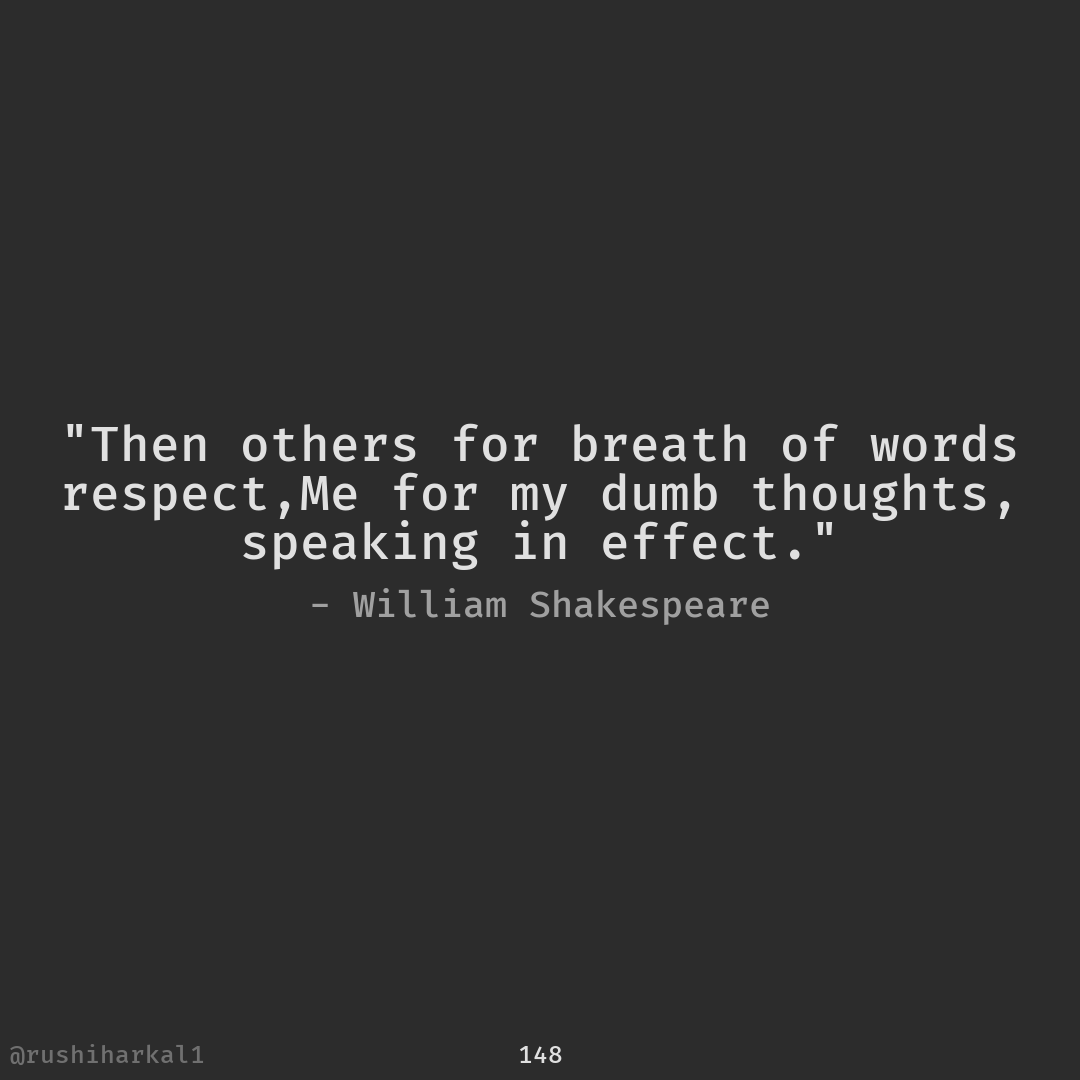 "Then others for breath of words
respect,Me for my dumb thoughts,
speaking in effect."
- William Shakespeare
@rushiharkal1
148